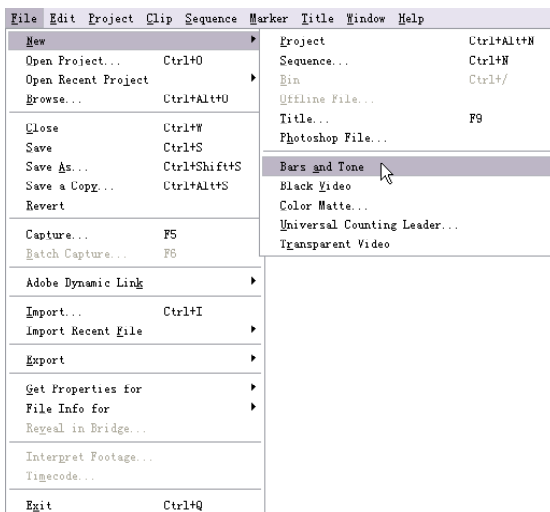 File Edit Project Clip Sequence Marker Title Window Help
New
Open Project... Ctrl+O
Open Recent Project
Browse... Ctrl+Alt+O
Close Ctrl+W
Save Ctrl+S
Save As... Ctrl+Shift+S
Save a Copy... Ctrl+Alt+S
Revert
Capture... F5
Batch Capture... F6
Adobe Dynamic Link
Import... Ctrl+I
Import Recent File
Export
Get Properties for
File Info for
Reveal in Bridge...
Interpret Footage...
Timecode...
Exit Ctrl+Q
Project Ctrl+Alt+N
Sequence... Ctrl+N
Bin Ctrl+/
Offline File...
Title... F9
Photoshop File...
Bars and Tone
Black Video
Color Matte...
Universal Counting Leader...
Transparent Video